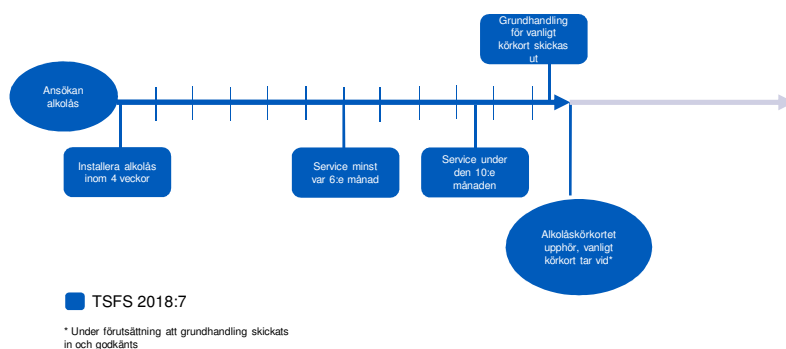 Grundhandling
för vanligt
körkort skickas
ut
Ansökan
alkolås
Installera alkolås
inom 4 veckor
Service minst
var 6:e månad
Service under
den 10:e
månaden
Alkolåskörkortet
upphör, vanligt
körkort tar vid*
TSFS 2018:7
* Under förutsättning att grundhandling skickats
in och godkänts